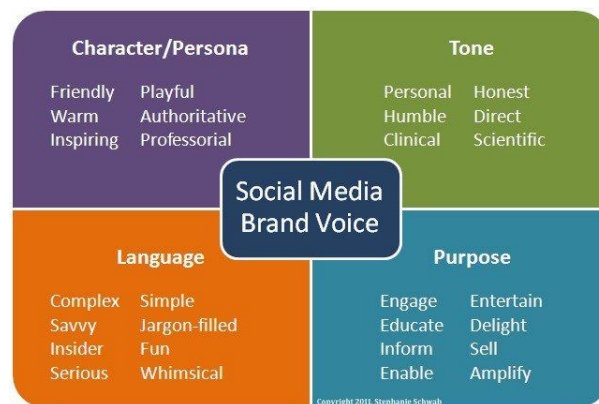 Character/Persona
Friendly Playful
Warm Authoritative
Inspiring Professorial
Tone
Personal Honest
Humble Direct
Clinical Scientific
Social Media
Brand Voice
Language
Complex Simple
Savvy Jargon-filled
Insider Fun
Serious Whimsical
Purpose
Engage Entertain
Educate Delight
Inform Sell
Enable Amplify
Copyright 2011, Stephanie Schwab